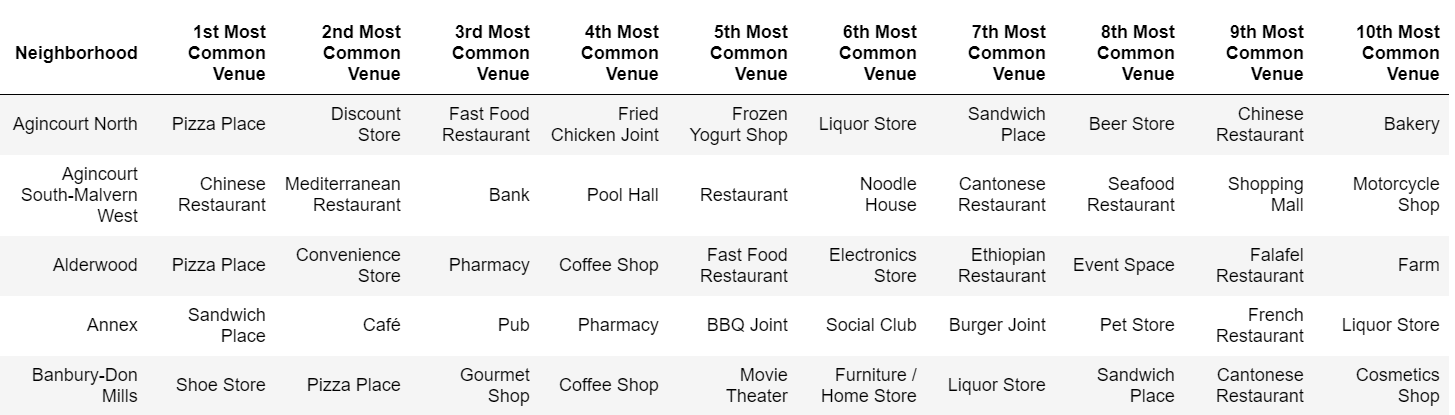 Neighborhood 1st Most Common Venue 2nd Most Common Venue 3rd Most Common Venue 4th Most Common Venue 5th Most Common Venue 6th Most Common Venue 7th Most Common Venue 8th Most Common Venue 9th Most Common Venue 10th Most Common Venue
Agincourt North Pizza Place Discount Store Fast Food Restaurant Fried Chicken Joint Frozen Yogurt Shop Liquor Store Sandwich Place Beer Store Chinese Restaurant Bakery
Agincourt South-Malvern West Chinese Restaurant Mediterranean Restaurant Bank Pool Hall Restaurant Noodle House Cantonese Restaurant Seafood Restaurant Shopping Mall Motorcycle Shop
Alderwood Pizza Place Convenience Store Pharmacy Coffee Shop Fast Food Restaurant Electronics Store Ethiopian Restaurant Event Space Falafel Restaurant Farm
Annex Sandwich Place Café Pub Pharmacy BBQ Joint Social Club Burger Joint Pet Store French Restaurant Liquor Store
Banbury-Don Mills Shoe Store Pizza Place Gourmet Shop Coffee Shop Movie Theater Furniture / Home Store Liquor Store Sandwich Place Cantonese Restaurant Cosmetics Shop